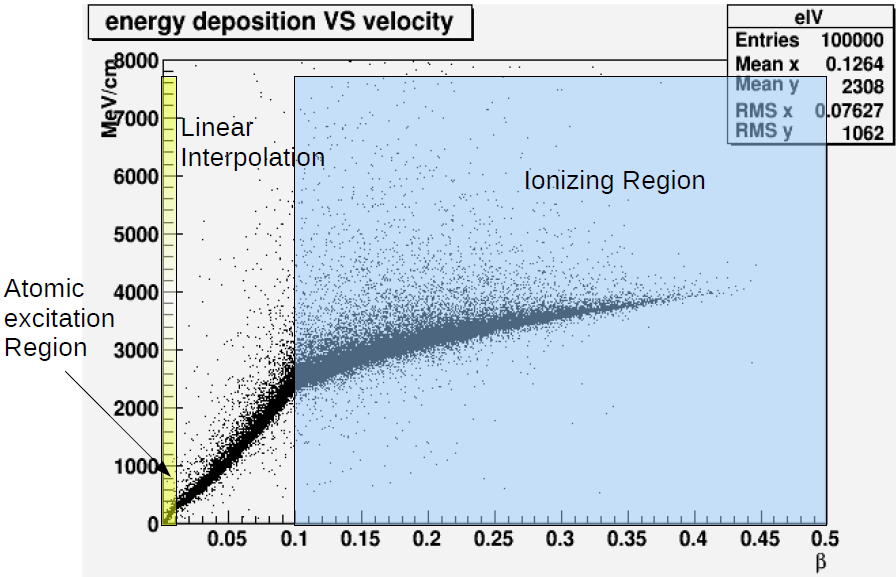 energy deposition VS velocity
eIV
Entries 100000
Mean x 0.1264
Mean y 2308
RMS x 0.07627
RMS y 1062
MeV/cm
8000
7000
6000
5000
4000
3000
2000
1000
0
Linear
Interpolation
Ionizing Region
Atomic
excitation
Region
0.05 0.1 0.15 0.2 0.25 0.3 0.35 0.4 0.45 0.5
β